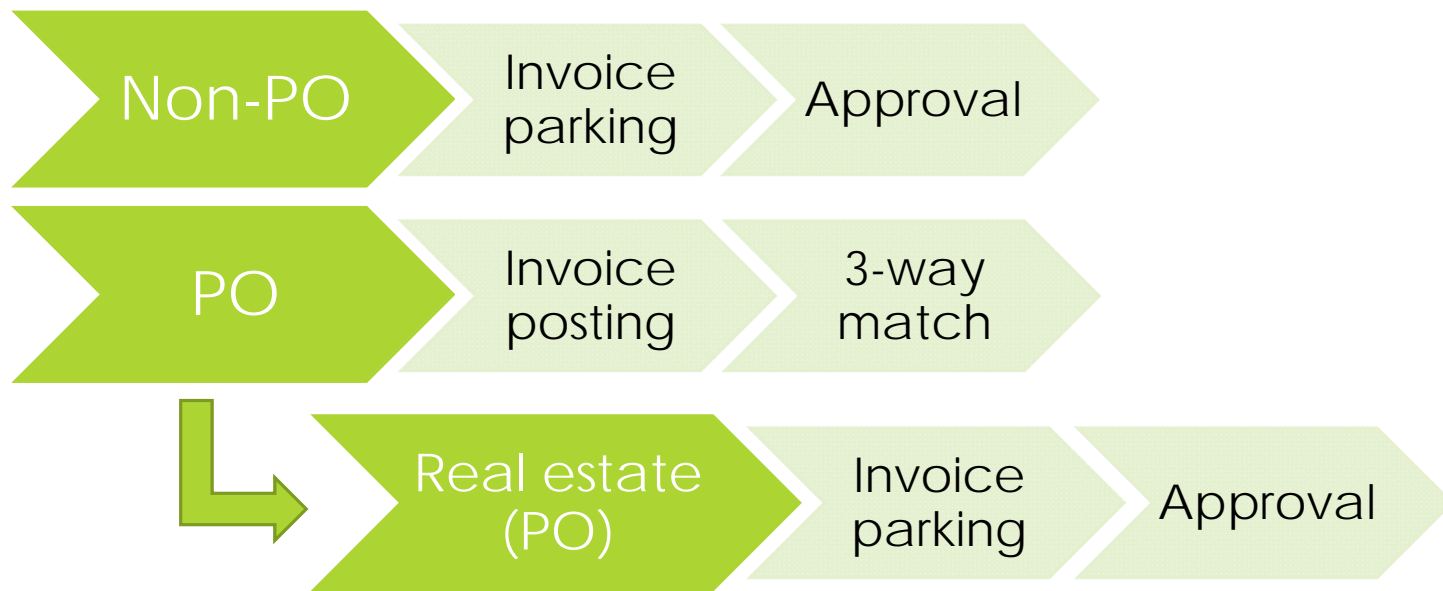 Non-PO
Invoice
parking
Approval
PO
Invoice
posting
3-way
match
Real estate
(PO)
Invoice
parking
Approval